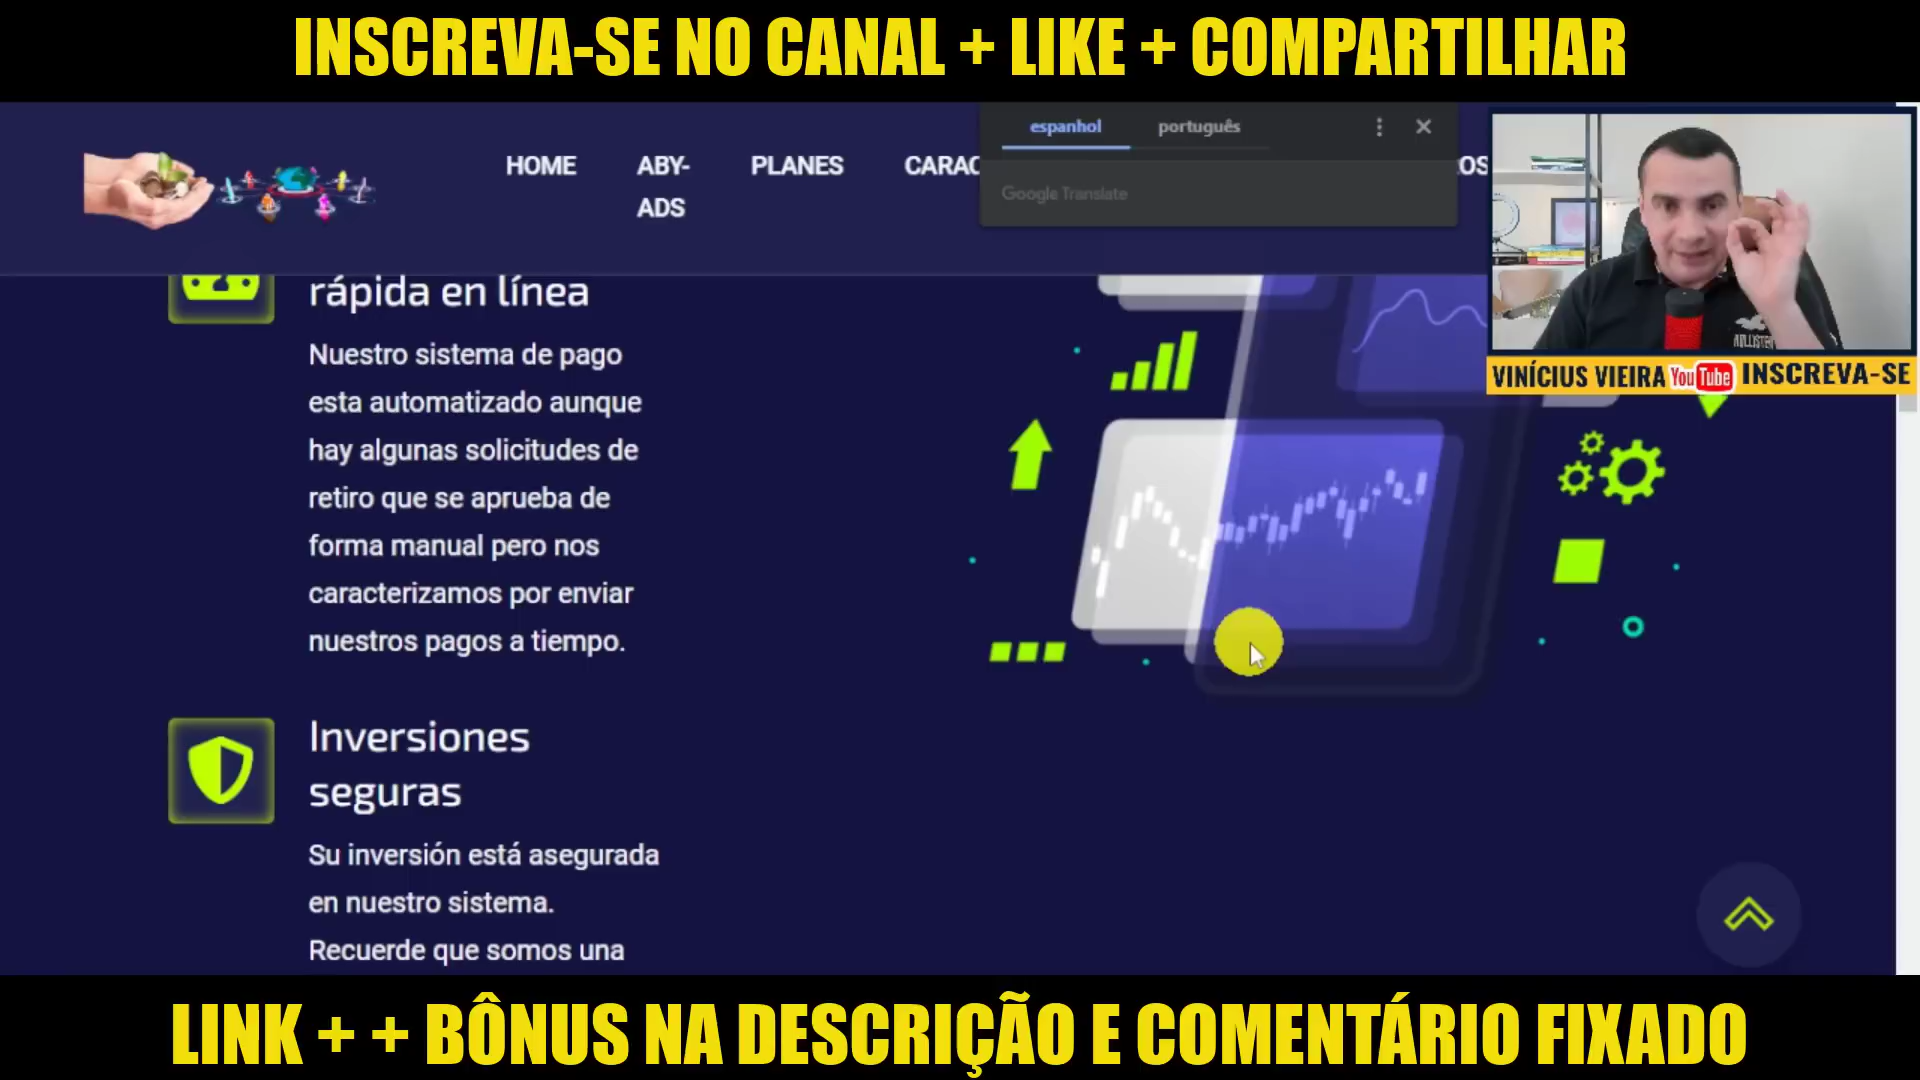 INSCREVA-SE NO CANAL + LIKE + COMPARTILHAR
HOME
ABY-
ADS
PLANES
espanhol
português
Google Translate
VINÍCIUS VIEIRA YouTube INSCREVA-SE
rápida en línea
Nuestro sistema de pago
esta automatizado aunque
hay algunas solicitudes de
retiro que se aprueba de
forma manual pero nos
caracterizamos por enviar
nuestros pagos a tiempo.
Inversiones
seguras
Su inversión está asegurada
en nuestro sistema.
Recuerde que somos una
LINK + + BÔNUS NA DESCRIÇÃO E COMENTÁRIO FIXADO